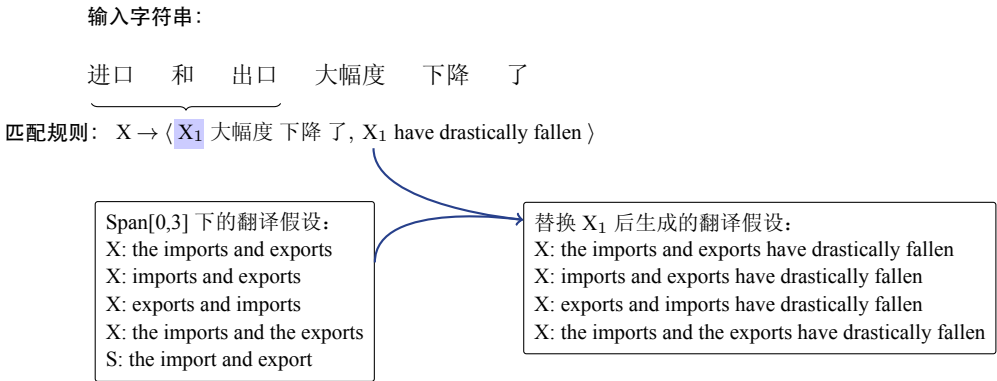 输入字符串：
进口 和 出口 大幅度 下降 了
匹配规则： X → ⟨ X₁ 大幅度 下降 了, X₁ have drastically fallen ⟩
Span[0,3] 下的翻译假设：
X: the imports and exports
X: imports and exports
X: exports and imports
X: the imports and the exports
S: the import and export
替换 X₁ 后生成的翻译假设：
X: the imports and exports have drastically fallen
X: imports and exports have drastically fallen
X: exports and imports have drastically fallen
X: the imports and the exports have drastically fallen